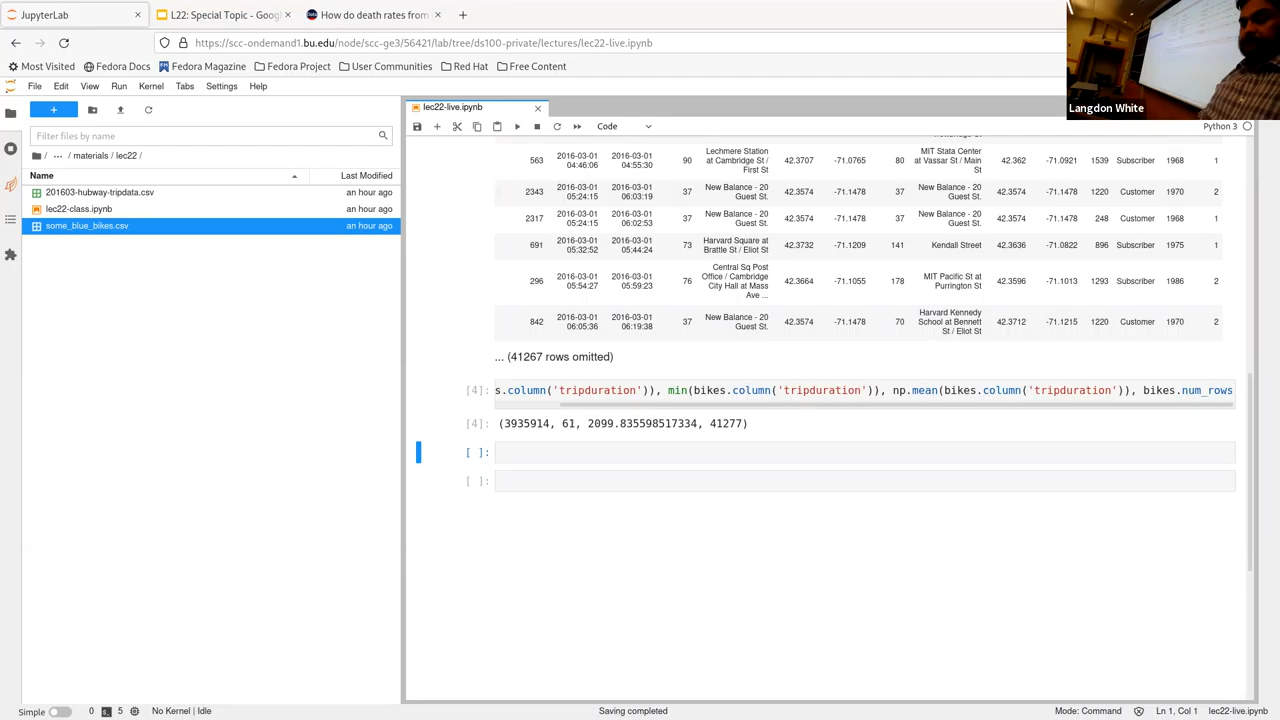 JupyterLab
L22: Special Topic - Goog
How do death rates from
https://scc-ondemand1.bu.edu/node/scc-ge3/56421/lab/tree/ds100-private/lectures/lec22-live.ipynb
Most Visited
Fedora Docs
Fedora Magazine
Fedora Project
User Communities
Red Hat
Free Content
Langdon White
File Edit View Run Kernel Tabs Settings Help
lec22-live.ipynb
Filter files by name
Code
Python 3
/ ··· / materials / lec22 /
Name Last Modified
201603-hubway-tripdata.csv an hour ago
lec22-class.ipynb an hour ago
some_blue_bikes.csv an hour ago
563 2016-03-01 04:46:06 2016-03-01 04:55:30 90 Lechmere Station at Cambridge St / First St 42.3707 -71.0765 80 MIT Stata Center at Vassar St / Main St 42.362 -71.0921 1539 Subscriber 1968 1
2343 2016-03-01 05:24:15 2016-03-01 06:03:19 37 New Balance - 20 Guest St. 42.3574 -71.1478 37 New Balance - 20 Guest St. 42.3574 -71.1478 1220 Customer 1970 2
2317 2016-03-01 05:24:15 2016-03-01 06:02:53 37 New Balance - 20 Guest St. 42.3574 -71.1478 37 New Balance - 20 Guest St. 42.3574 -71.1478 248 Customer 1968 1
691 2016-03-01 05:32:52 2016-03-01 05:44:24 73 Harvard Square at Brattle St / Eliot St 42.3732 -71.1209 141 Kendall Street 42.3636 -71.0822 896 Subscriber 1975 1
296 2016-03-01 05:54:27 2016-03-01 05:59:23 76 Central Sq Post Office / Cambridge City Hall at Mass Ave ... 42.3664 -71.1055 178 MIT Pacific St at Purrington St 42.3596 -71.1013 1293 Subscriber 1986 2
842 2016-03-01 06:05:36 2016-03-01 06:19:38 37 New Balance - 20 Guest St. 42.3574 -71.1478 70 Harvard Kennedy School at Bennett St / Eliot St 42.3712 -71.1215 1220 Customer 1970 2
... (41267 rows omitted)
[4]: s.column('tripduration')), min(bikes.column('tripduration')), np.mean(bikes.column('tripduration')), bikes.num_rows
[4]: (3935914, 61, 2099.835598517334, 41277)
[ ]:
[ ]:
Simple 0 5 No Kernel | Idle Saving completed Mode: Command Ln 1, Col 1 lec22-live.ipynb